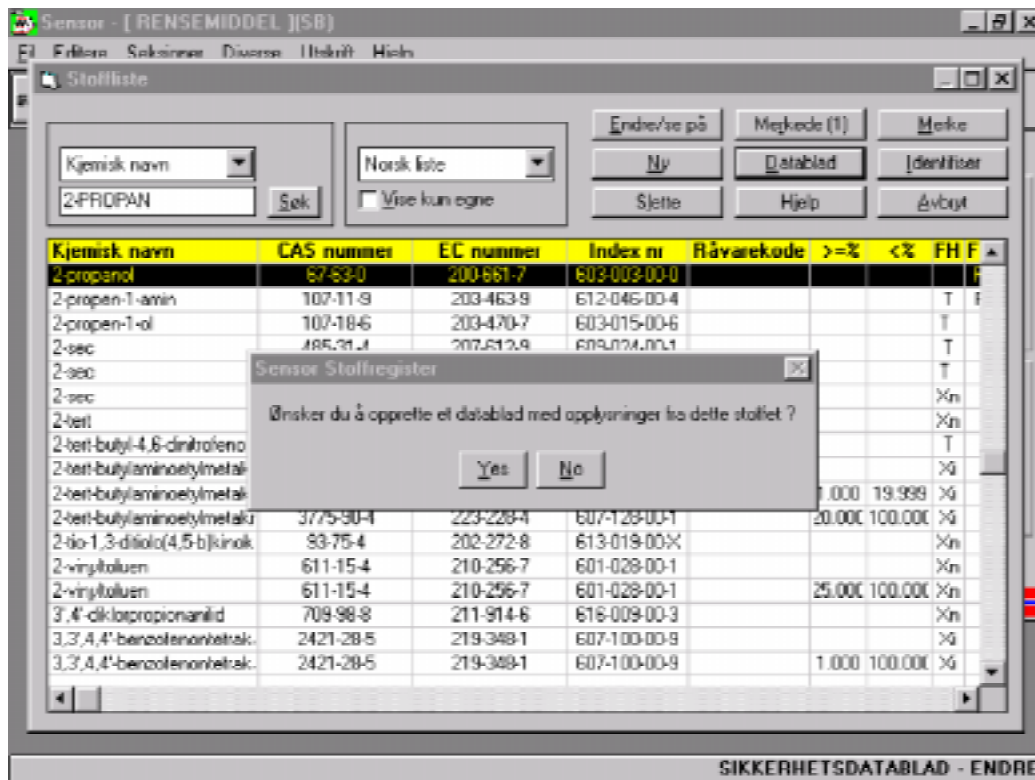 Sensor - [ RENSEMIDDEL ](SB)
Fil Editere Seksjoner Diverse Utskrift Hjelp
Stoffliste
Endre/se på Merkede (1) Merke
Kjemisk navn Norsk liste Ny Datablad Identifiser
2-PROPAN Søk Vise kun egne Slette Hjelp Avbryt
Kjemisk navn CAS nummer EC nummer Index nr Råvarekode >=% <% FH F
2-propanol 67-63-0 200-661-7 603-003-00-0 F
2-propen-1-amin 107-11-9 203-463-9 612-046-00-4 T F
2-propen-1-ol 107-18-6 203-470-7 603-015-00-6 T
2-sec 485-31-4 207-612-9 609-024-00-1 T
2-sec T
2-sec Xn
2-tert Xn
2-tert-butyl-4,6-dinitrofeno T
2-tert-butylaminoetylmetak Xi
2-tert-butylaminoetylmetak 1.000 19.999 Xi
2-tert-butylaminoetylmetakr 3775-90-4 223-228-4 607-128-00-1 20.000 100.000 Xi
2-tio-1,3-ditiolo(4,5-b)kinok 93-75-4 202-272-8 613-019-00-X Xn
2-vinyltoluen 611-15-4 210-256-7 601-028-00-1 Xn
2-vinyltoluen 611-15-4 210-256-7 601-028-00-1 25.000 100.000 Xn
3',4'-diklorpropionanilid 709-98-8 211-914-6 616-009-00-3 Xn
3,3',4,4'-benzofenontetrak. 2421-28-5 219-348-1 607-100-00-9 Xi
3,3',4,4'-benzofenontetrak. 2421-28-5 219-348-1 607-100-00-9 1.000 100.000 Xi
Sensor Stoffregister
Ønsker du å opprette et datablad med opplysninger fra dette stoffet ?
Yes No
SIKKERHETSDATABLAD - ENDRE